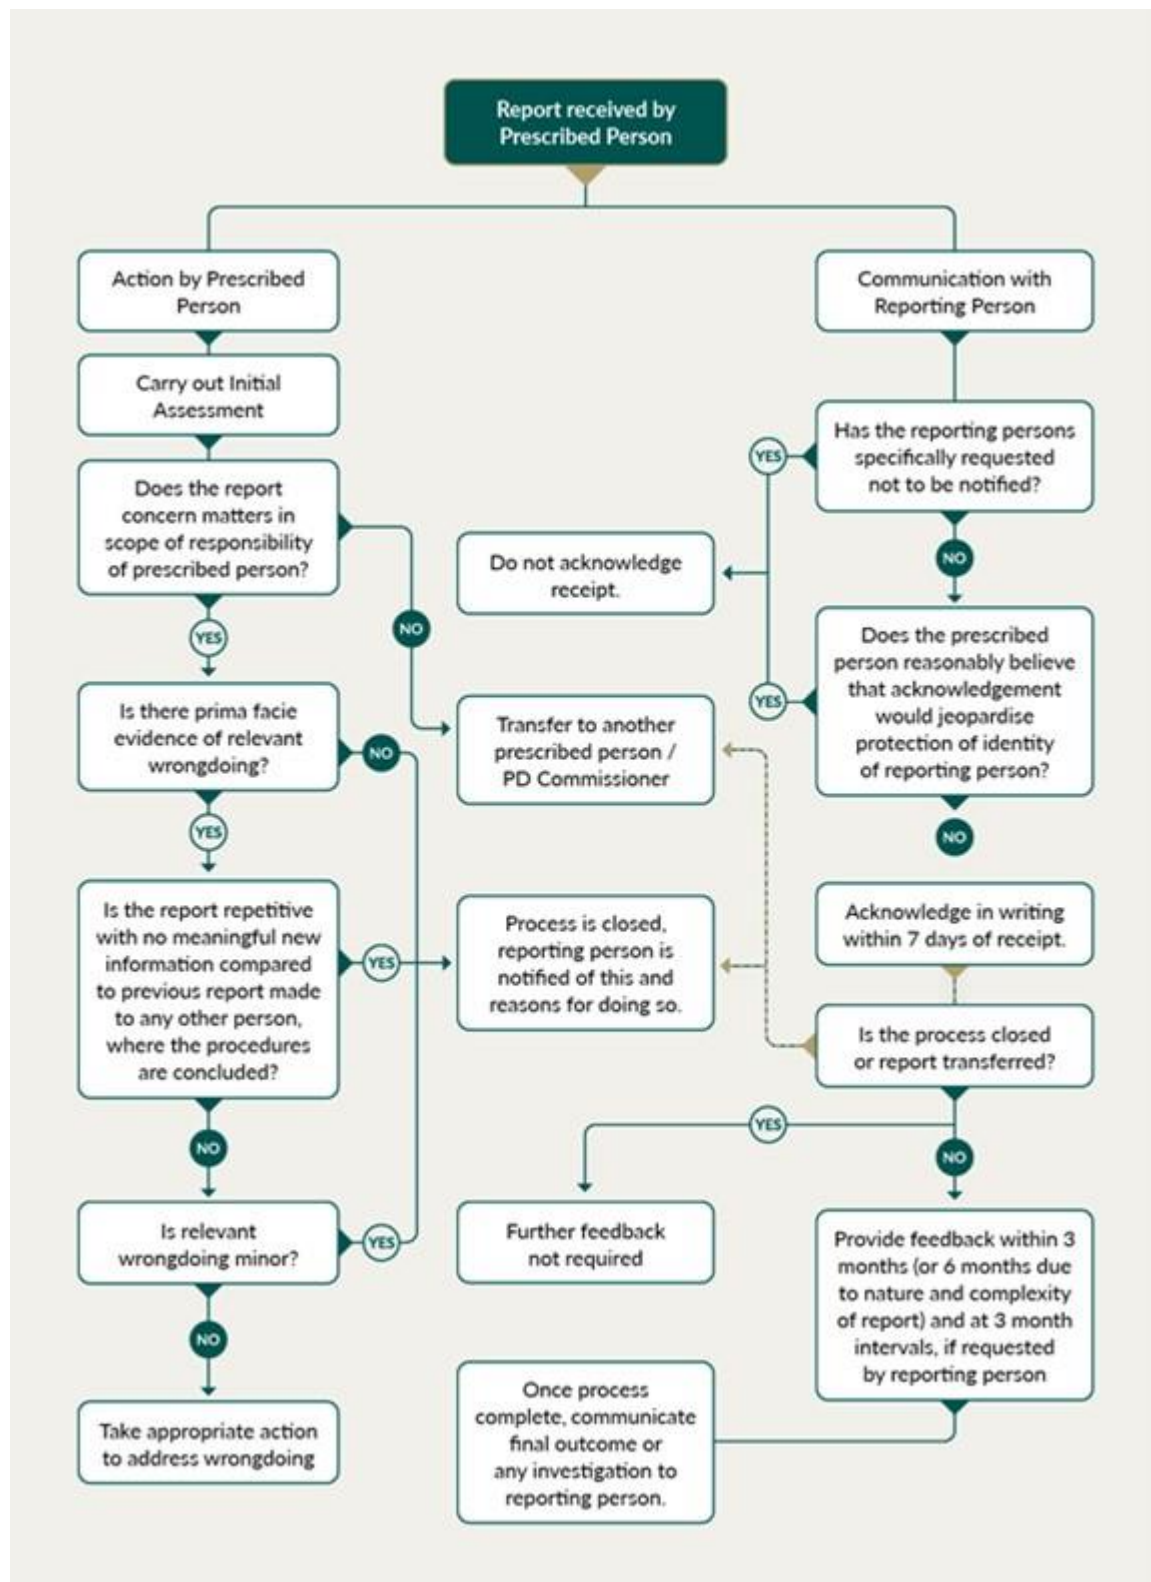 Report received by
Prescribed Person
Action by Prescribed
Person
Carry out Initial
Assessment
Does the report
concern matters in
scope of responsibility
of prescribed person?
YES
NO
Is there prima facie
evidence of relevant
wrongdoing?
NO
YES
Is the report repetitive
with no meaningful new
information compared
to previous report made
to any other person,
where the procedures
are concluded?
YES
NO
Is relevant
wrongdoing minor?
YES
NO
Take appropriate action
to address wrongdoing
Do not acknowledge
receipt.
Transfer to another
prescribed person /
PD Commissioner
Process is closed,
reporting person is
notified of this and
reasons for doing so.
Communication with
Reporting Person
Has the reporting persons
specifically requested
not to be notified?
YES
NO
Does the prescribed
person reasonably believe
that acknowledgement
would jeopardise
protection of identity
of reporting person?
YES
NO
Acknowledge in writing
within 7 days of receipt.
Is the process closed
or report transferred?
YES
NO
Further feedback
not required
Provide feedback within 3
months (or 6 months due
to nature and complexity
of report) and at 3 month
intervals, if requested
by reporting person
Once process
complete, communicate
final outcome or
any investigation to
reporting person.